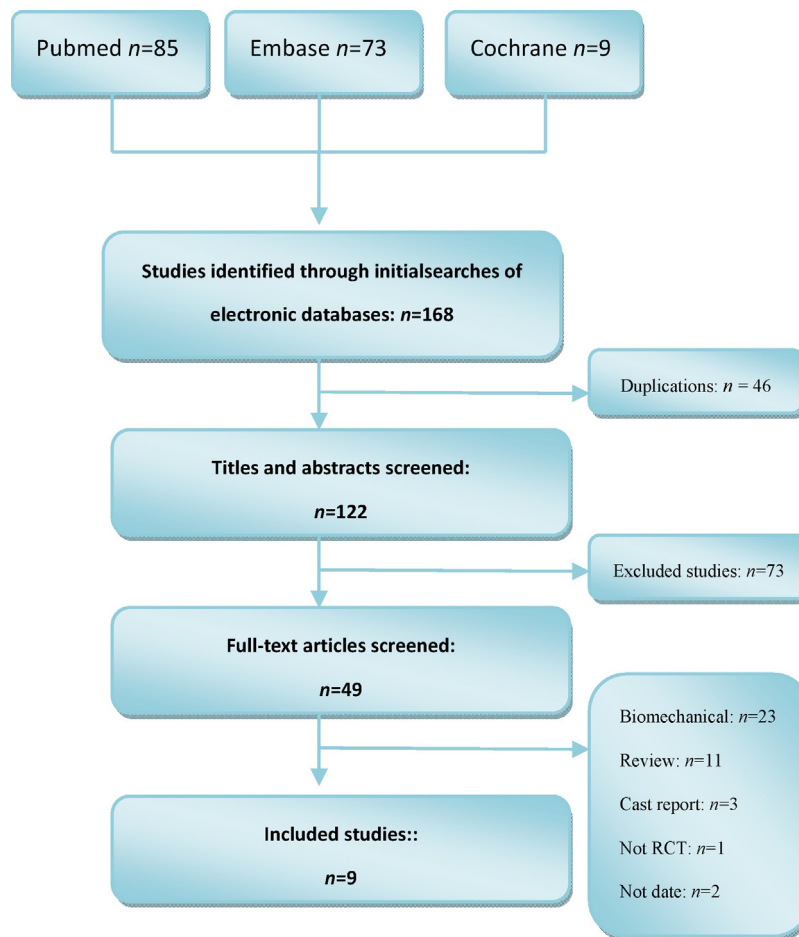 Pubmed n=85
Embase n=73
Cochrane n=9
Studies identified through initialsearches of
electronic databases: n=168
Duplications: n = 46
Titles and abstracts screened:
n=122
Excluded studies: n=73
Full-text articles screened:
n=49
Biomechanical: n=23
Review: n=11
Cast report: n=3
Not RCT: n=1
Not date: n=2
Included studies::
n=9